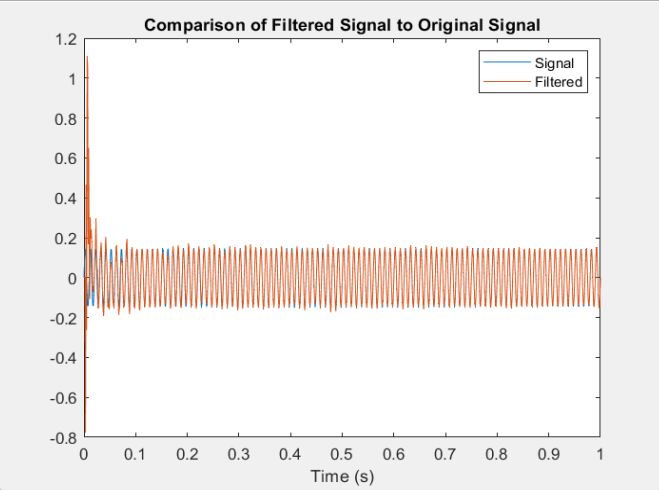 Comparison of Filtered Signal to Original Signal
1.2
Signal
Filtered
1
0.8
0.6
0.4
0.2
0
-0.2
-0.4
-0.6
-0.8
0 0.1 0.2 0.3 0.4 0.5 0.6 0.7 0.8 0.9 1
Time (s)